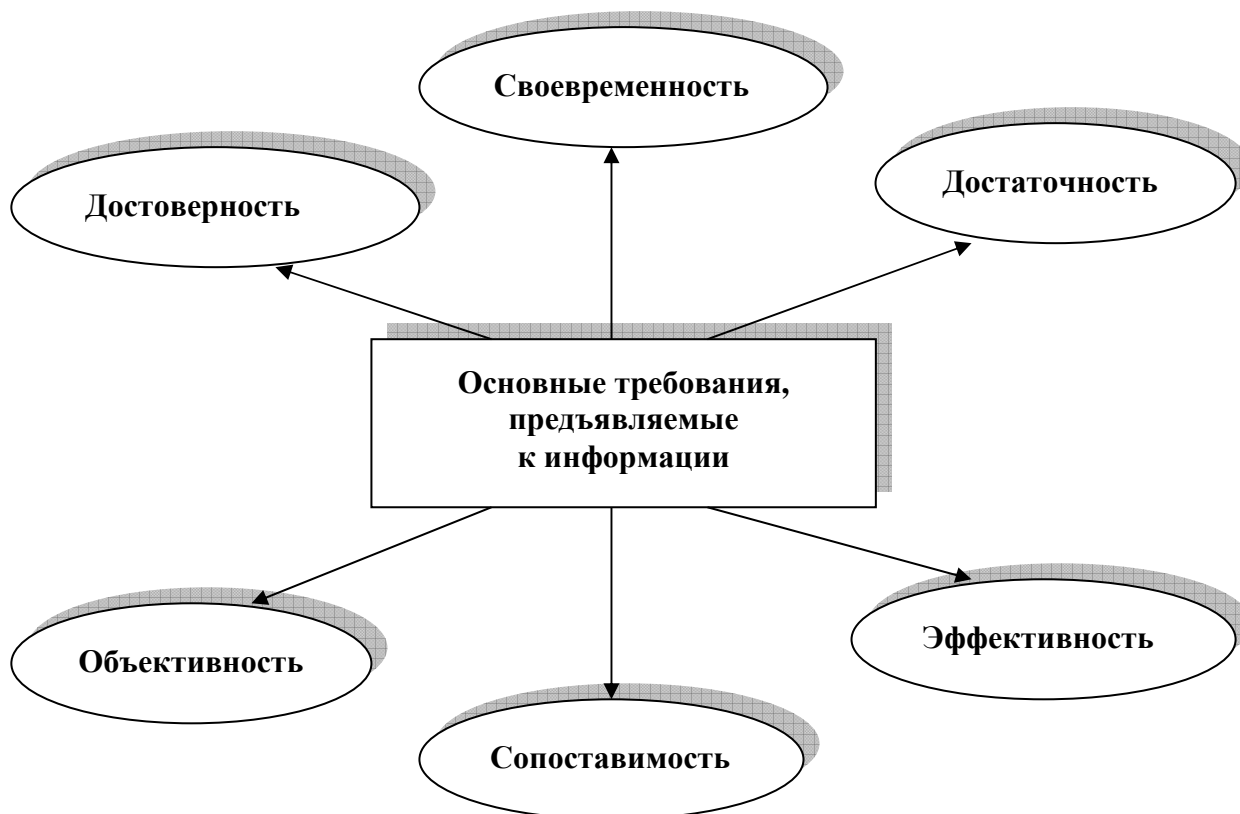 Своевременность
Достаточность
Достоверность
Основные требования,
предъявляемые
к информации
Эффективность
Объективность
Сопоставимость